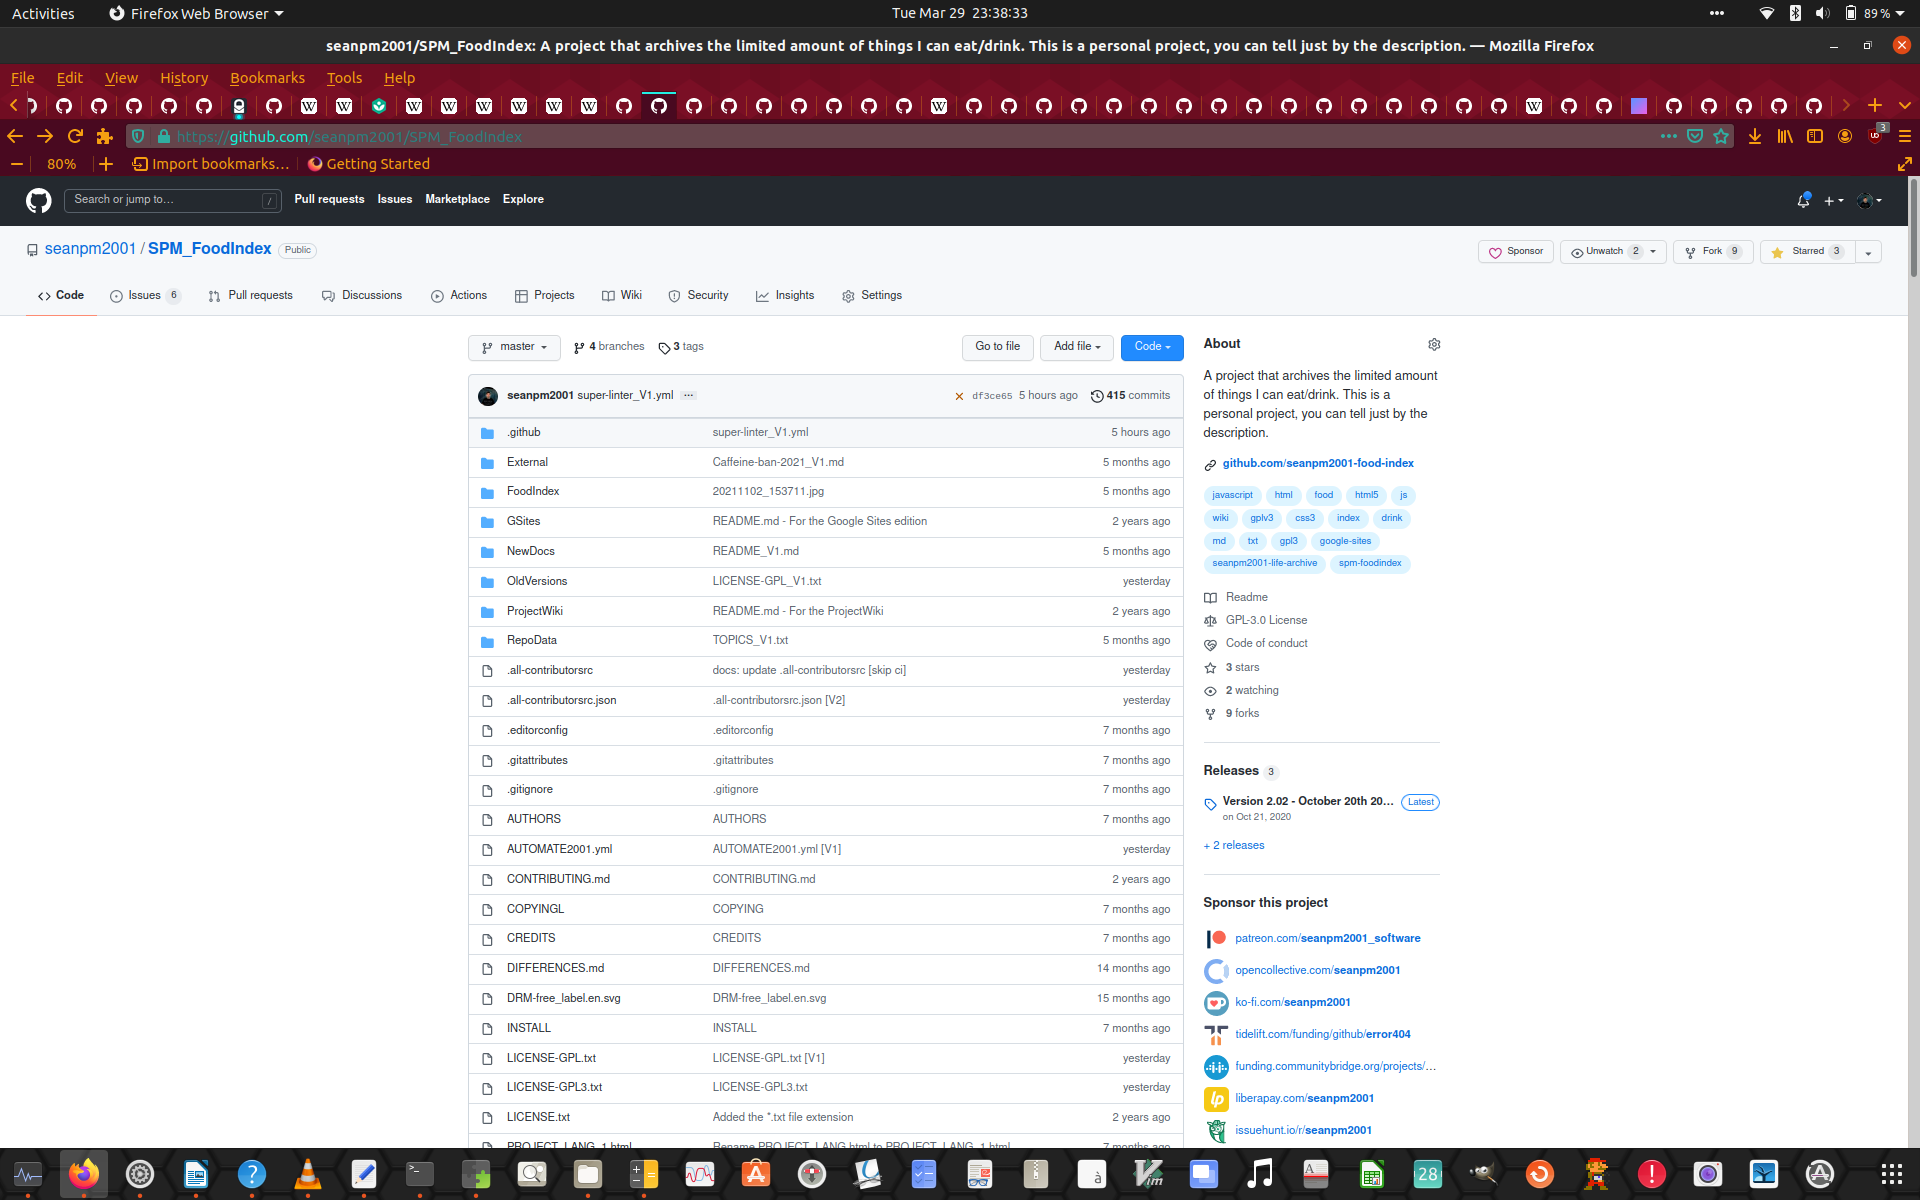 Activities Firefox Web Browser Tue Mar 29 23:38:33 89 %
seanpm2001/SPM_FoodIndex: A project that archives the limited amount of things I can eat/drink. This is a personal project, you can tell just by the description. — Mozilla Firefox
File Edit View History Bookmarks Tools Help
https://github.com/seanpm2001/SPM_FoodIndex 3
80% Import bookmarks… Getting Started
Search or jump to… / Pull requests Issues Marketplace Explore
seanpm2001 / SPM_FoodIndex Public Sponsor Unwatch 2 Fork 9 Starred 3
Code Issues 6 Pull requests Discussions Actions Projects Wiki Security Insights Settings
master 4 branches 3 tags Go to file Add file Code
seanpm2001 super-linter_V1.yml ... df3ce65 5 hours ago 415 commits
.github super-linter_V1.yml 5 hours ago
External Caffeine-ban-2021_V1.md 5 months ago
FoodIndex 20211102_153711.jpg 5 months ago
GSites README.md - For the Google Sites edition 2 years ago
NewDocs README_V1.md 5 months ago
OldVersions LICENSE-GPL_V1.txt yesterday
ProjectWiki README.md - For the ProjectWiki 2 years ago
RepoData TOPICS_V1.txt 5 months ago
.all-contributorsrc docs: update .all-contributorsrc [skip ci] yesterday
.all-contributorsrc.json .all-contributorsrc.json [V2] yesterday
.editorconfig .editorconfig 7 months ago
.gitattributes .gitattributes 7 months ago
.gitignore .gitignore 7 months ago
AUTHORS AUTHORS 7 months ago
AUTOMATE2001.yml AUTOMATE2001.yml [V1] yesterday
CONTRIBUTING.md CONTRIBUTING.md 2 years ago
COPYINGL COPYING 7 months ago
CREDITS CREDITS 7 months ago
DIFFERENCES.md DIFFERENCES.md 14 months ago
DRM-free_label.en.svg DRM-free_label.en.svg 15 months ago
INSTALL INSTALL 7 months ago
LICENSE-GPL.txt LICENSE-GPL.txt [V1] yesterday
LICENSE-GPL3.txt LICENSE-GPL3.txt yesterday
LICENSE.txt Added the *.txt file extension 2 years ago
PROJECT_LANG_1.html Rename PROJECT_LANG.html to PROJECT_LANG_1.html 7 months ago
About
A project that archives the limited amount
of things I can eat/drink. This is a
personal project, you can tell just by the
description.
github.com/seanpm2001-food-index
javascript html food html5 js
wiki gplv3 css3 index drink
md txt gpl3 google-sites
seanpm2001-life-archive spm-foodindex
Readme
GPL-3.0 License
Code of conduct
3 stars
2 watching
9 forks
Releases 3
Version 2.02 - October 20th 20... Latest
on Oct 21, 2020
+ 2 releases
Sponsor this project
patreon.com/seanpm2001_software
opencollective.com/seanpm2001
ko-fi.com/seanpm2001
tidelift.com/funding/github/error404
funding.communitybridge.org/projects/...
liberapay.com/seanpm2001
issuehunt.io/r/seanpm2001
28